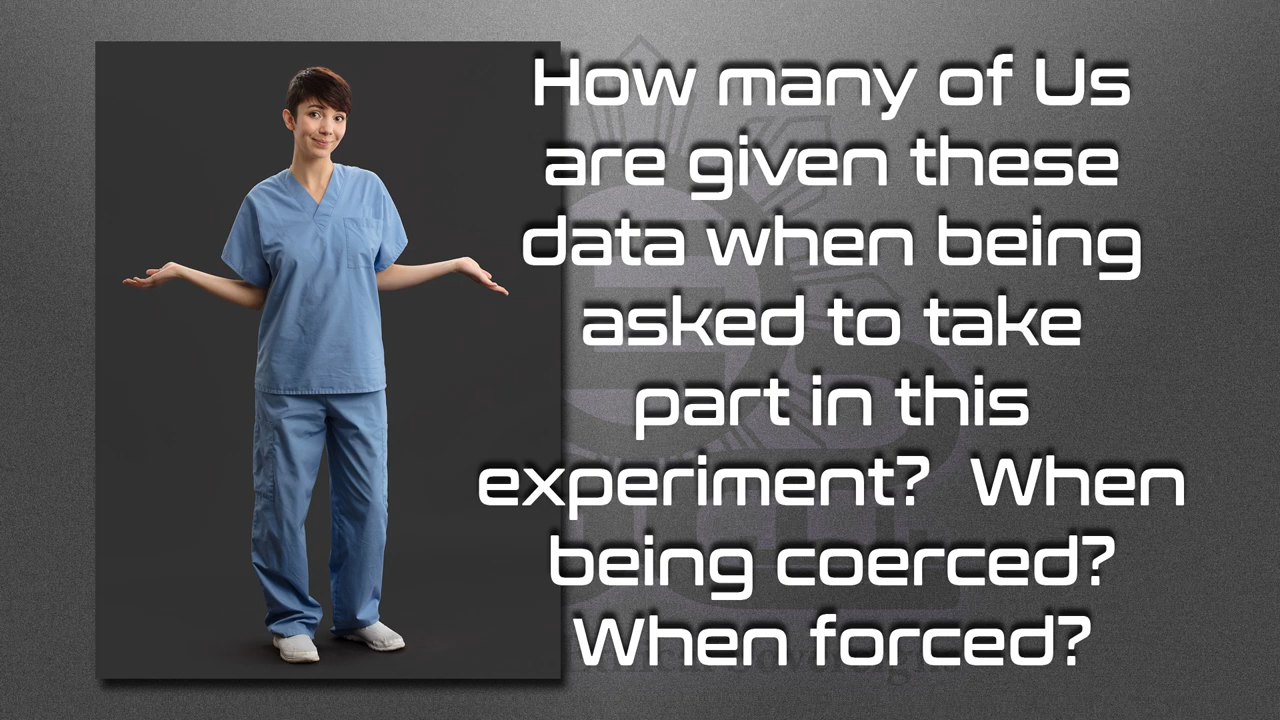 How many of Us
are given these
data when being
asked to take
part in this
experiment?  When
being coerced?
When forced?